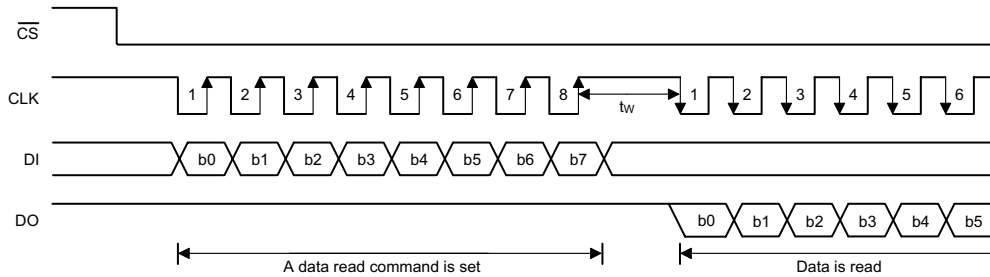 CS
CLK 1 2 3 4 5 6 7 8 tW 1 2 3 4 5 6
DI b0 b1 b2 b3 b4 b5 b6 b7
DO b0 b1 b2 b3 b4 b5
A data read command is set Data is read